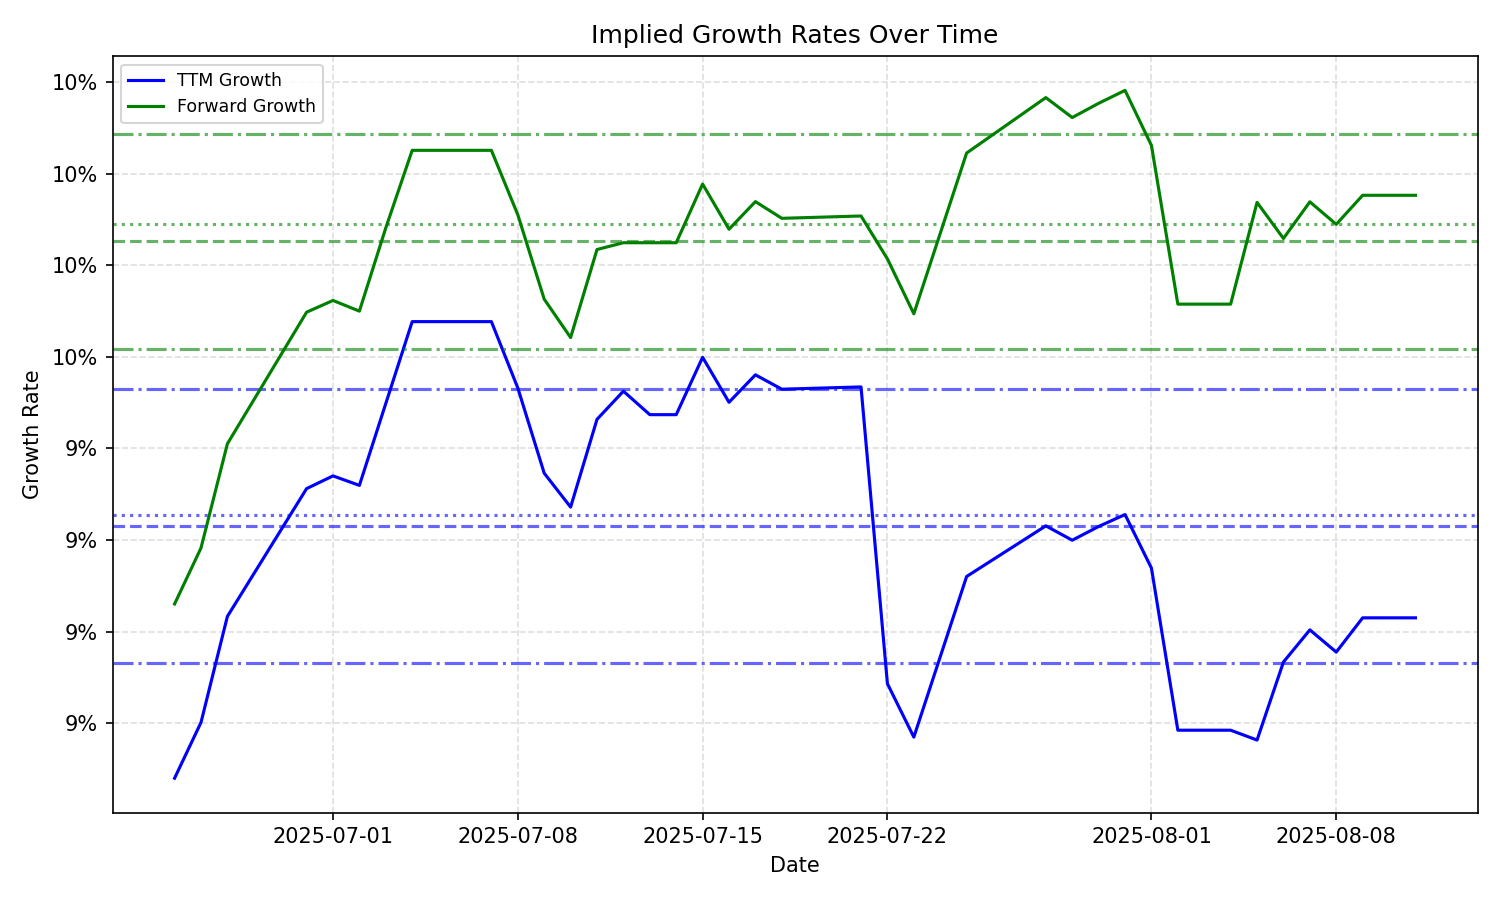 Implied Growth Rates Over Time
TTM Growth
Forward Growth
10%
10%
10%
10%
9%
9%
9%
9%
Growth Rate
2025-07-01
2025-07-08
2025-07-15
2025-07-22
2025-08-01
2025-08-08
Date